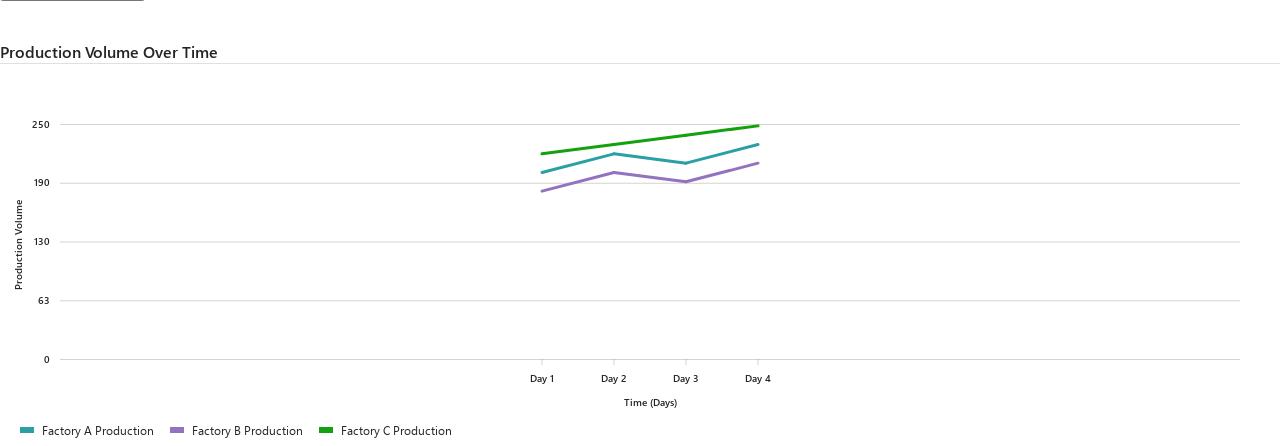 Production Volume Over Time
250
190
130
63
0
Production Volume
Day 1 Day 2 Day 3 Day 4
Time (Days)
Factory A Production Factory B Production Factory C Production